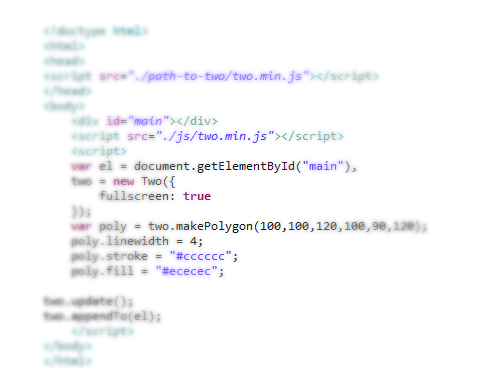 <!doctype html>
<html>
<head>
<script src="./path-to-two/two.min.js"></script>
</head>
<body>
<div id="main"></div>
<script src="./js/two.min.js"></script>
<script>
var el = document.getElementById("main"),
two = new Two({
fullscreen: true
});
var poly = two.makePolygon(100,100,120,100,90,120);
poly.linewidth = 4;
poly.stroke = "#cccccc";
poly.fill = "#ececec";
two.update();
two.appendTo(el);
</script>
</body>
</html>